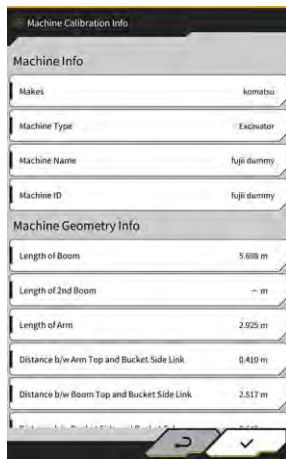 Machine Calibration Info
Machine Info
Makes komatsu
Machine Type Excavator
Machine Name fujii dummy
Machine ID fujii dummy
Machine Geometry Info
Length of Boom 5.698 m
Length of 2nd Boom - m
Length of Arm 2.925 m
Distance b/w Arm Top and Bucket Side Link 0.410 m
Distance b/w Boom Top and Bucket Side Link 2.517 m